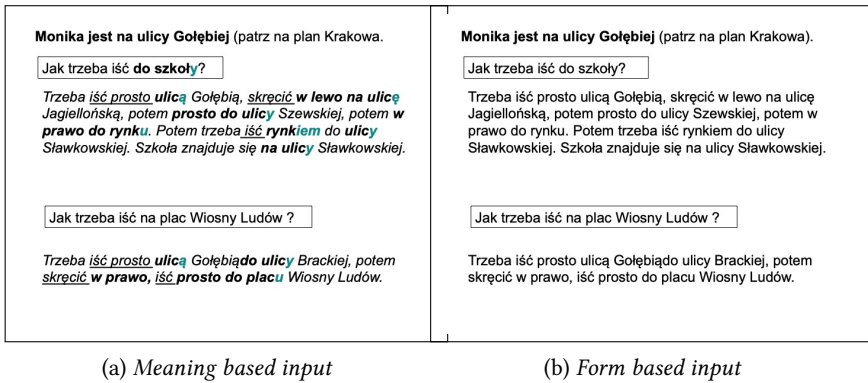 Monika jest na ulicy Gołębiej (patrz na plan Krakowa.
Jak trzeba iść do szkoły?
Trzeba iść prosto ulicą Gołębią, skręcić w lewo na ulicę
Jagiellońską, potem prosto do ulicy Szewskiej, potem w
prawo do rynku. Potem trzeba iść rynkiem do ulicy
Sławkowskiej. Szkoła znajduje się na ulicy Sławkowskiej.
Jak trzeba iść na plac Wiosny Ludów ?
Trzeba iść prosto ulicą Gołębiądo ulicy Brackiej, potem
skręcić w prawo, iść prosto do placu Wiosny Ludów.
(a) Meaning based input
Monika jest na ulicy Gołębiej (patrz na plan Krakowa).
Jak trzeba iść do szkoły?
Trzeba iść prosto ulicą Gołębią, skręcić w lewo na ulicę
Jagiellońską, potem prosto do ulicy Szewskiej, potem w
prawo do rynku. Potem trzeba iść rynkiem do ulicy
Sławkowskiej. Szkoła znajduje się na ulicy Sławkowskiej.
Jak trzeba iść na plac Wiosny Ludów ?
Trzeba iść prosto ulicą Gołębiądo ulicy Brackiej, potem
skręcić w prawo, iść prosto do placu Wiosny Ludów.
(b) Form based input